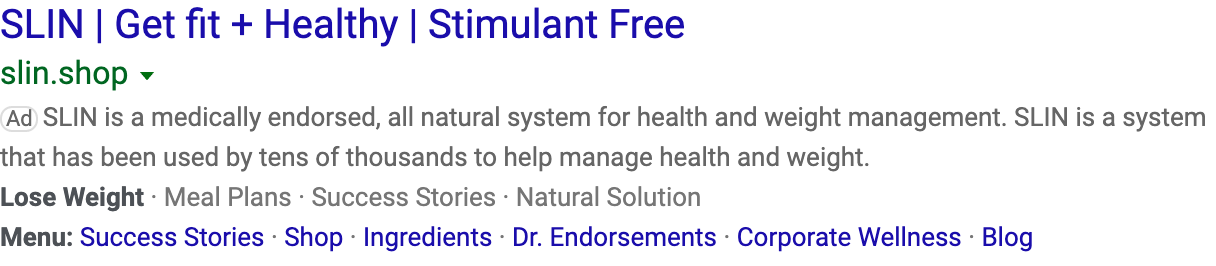 SLIN | Get fit + Healthy | Stimulant Free
slin.shop
Ad SLIN is a medically endorsed, all natural system for health and weight management. SLIN is a system
that has been used by tens of thousands to help manage health and weight.
Lose Weight · Meal Plans · Success Stories · Natural Solution
Menu: Success Stories · Shop · Ingredients · Dr. Endorsements · Corporate Wellness · Blog